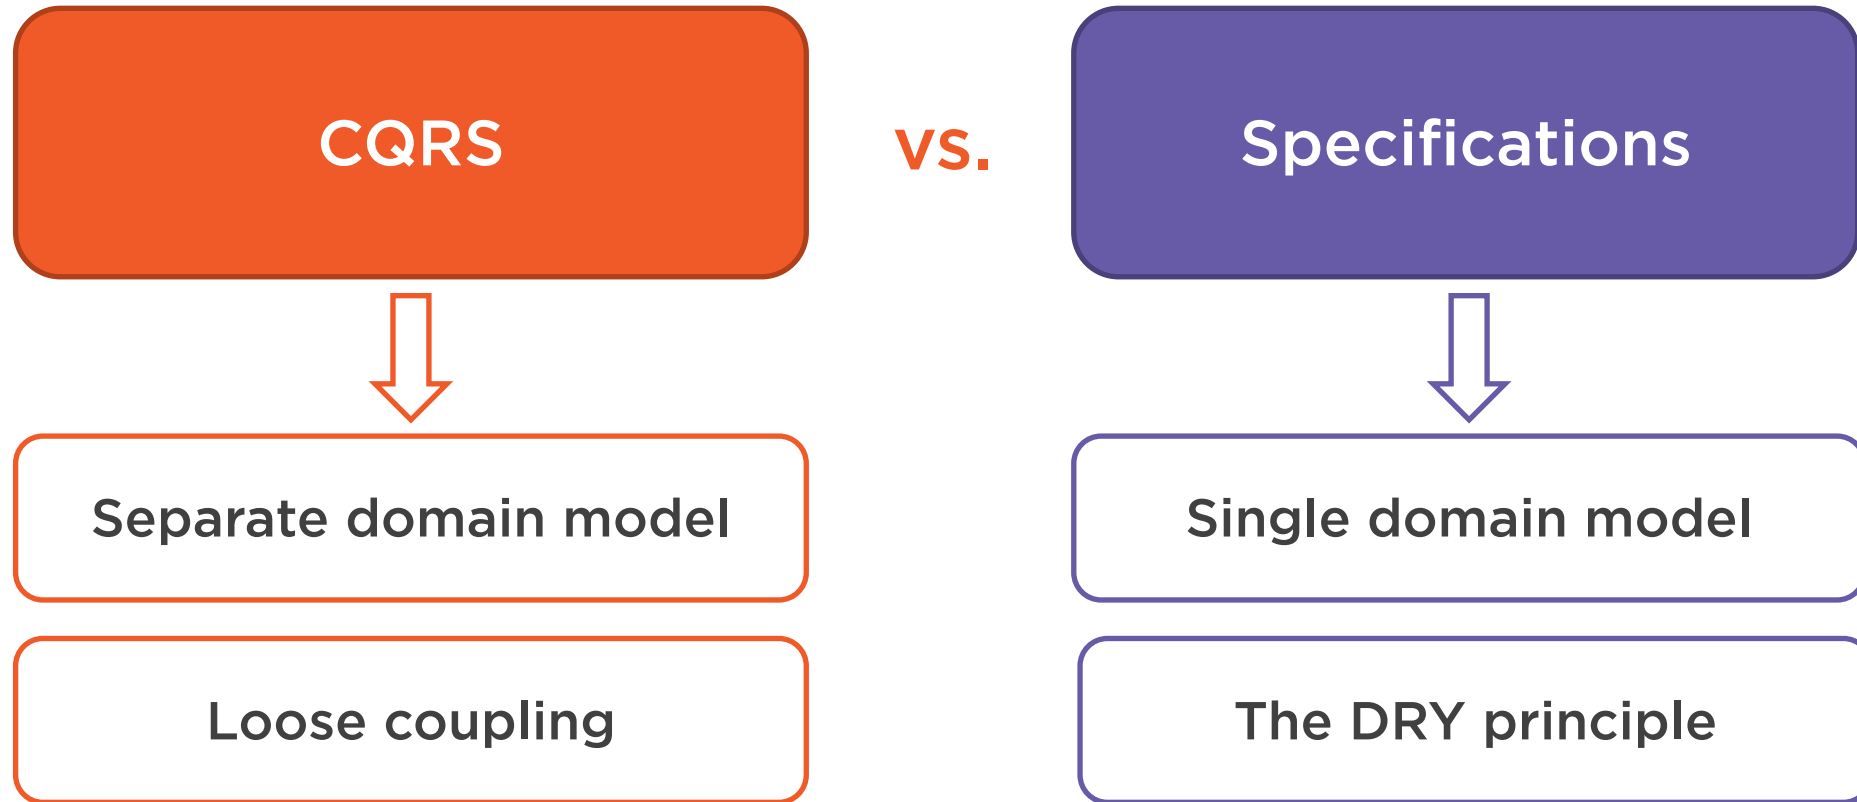 CQRS
vs.
Specifications
Separate domain model
Single domain model
Loose coupling
The DRY principle